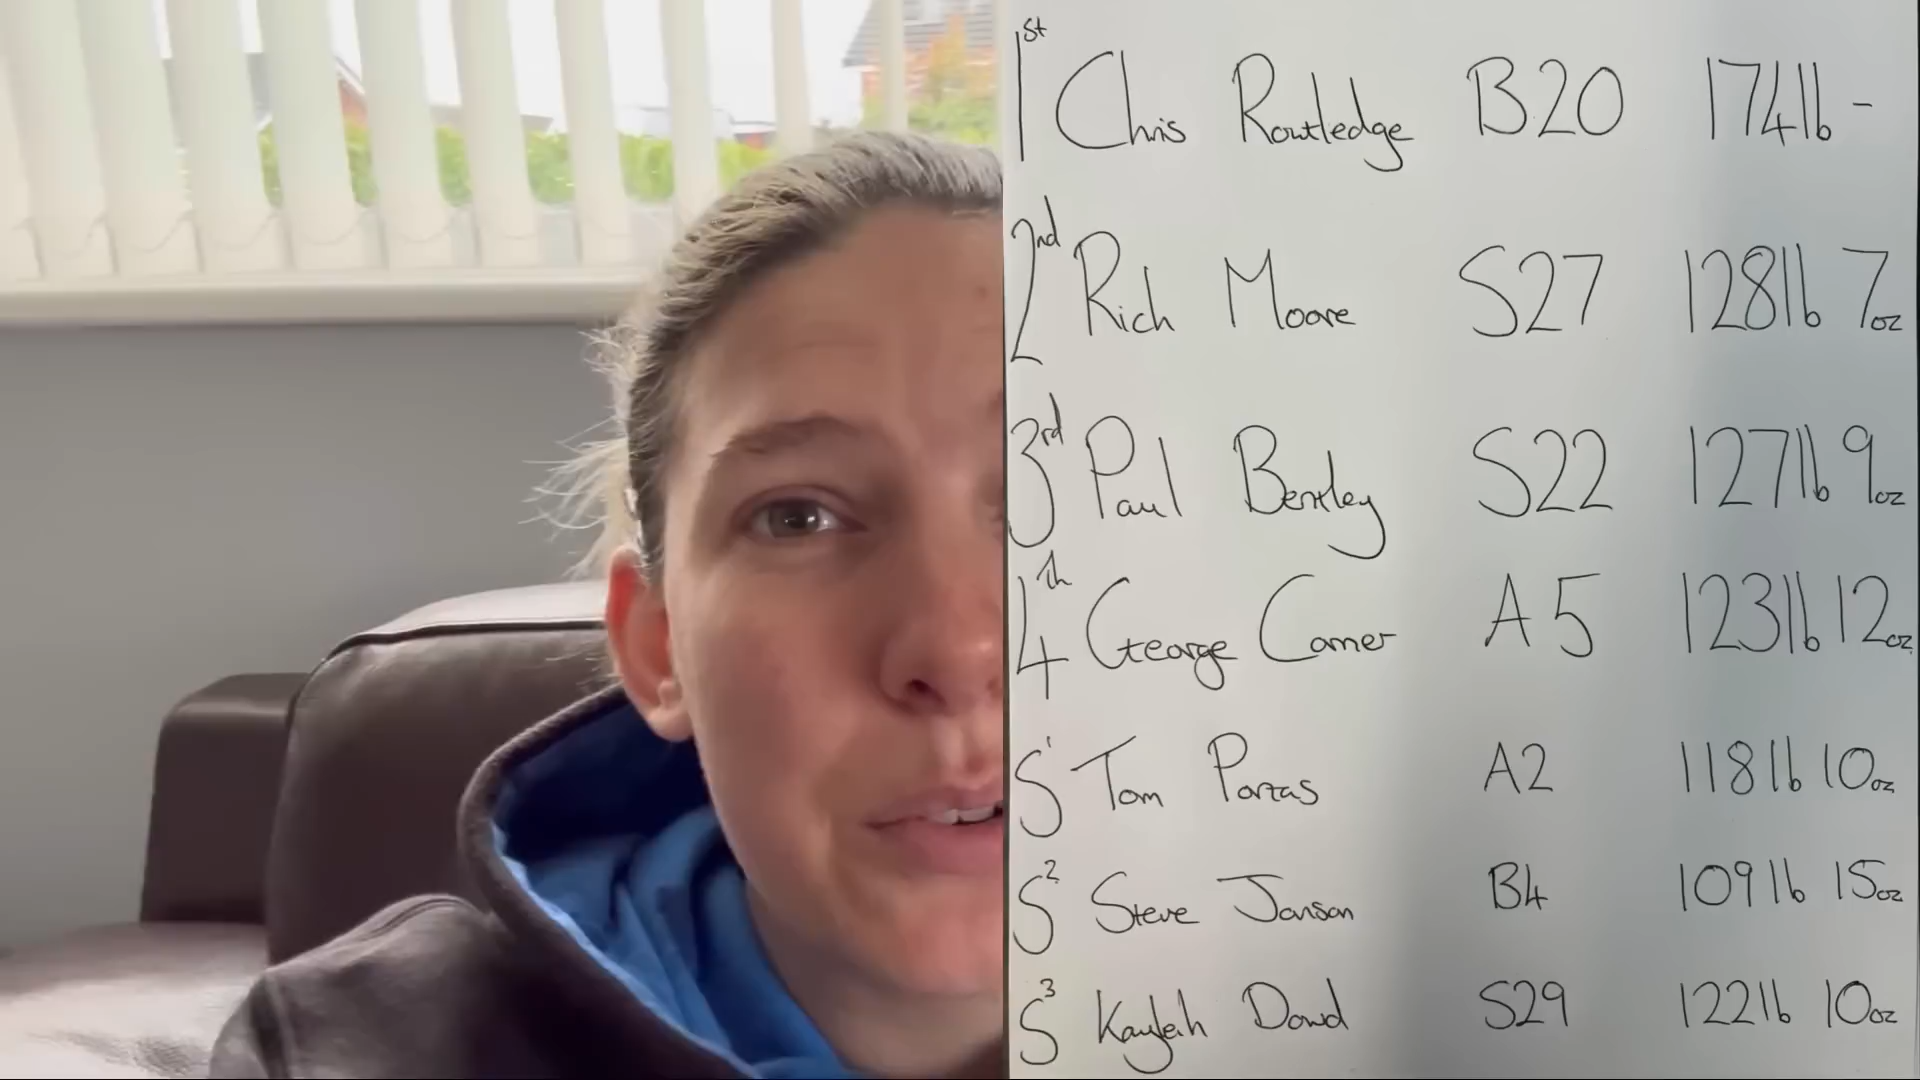 1st Chris Routledge B20 174lb -
2nd Rich Moore S27 128lb 7oz
3rd Paul Bentley S22 127lb 9oz
4th George Corner A5 123lb 12oz
S1 Tom Portas A2 118lb 10oz
S2 Steve Jonson B4 109lb 15oz
S3 Kayleih Dowd S29 122lb 10oz